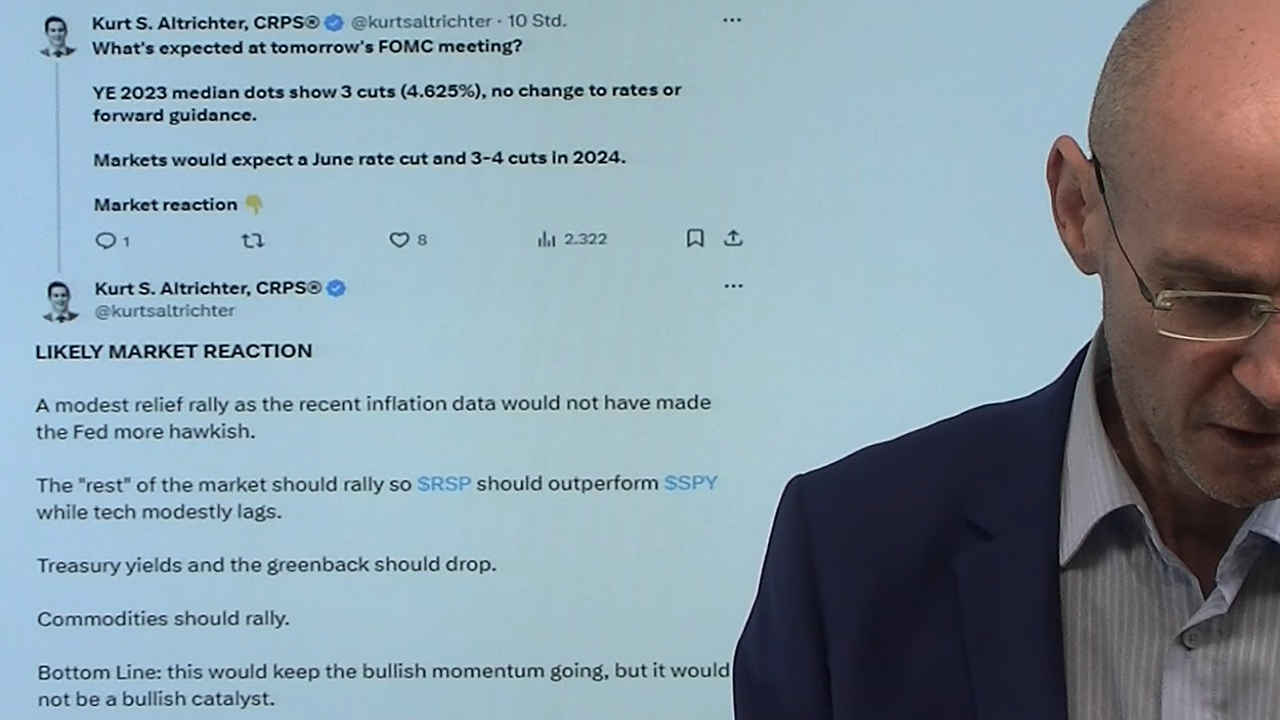 Kurt S. Altrichter, CRPS® @kurtsaltrichter · 10 Std.
What's expected at tomorrow's FOMC meeting?
YE 2023 median dots show 3 cuts (4.625%), no change to rates or
forward guidance.
Markets would expect a June rate cut and 3-4 cuts in 2024.
Market reaction 👇
1 8 2.322
Kurt S. Altrichter, CRPS®
@kurtsaltrichter
LIKELY MARKET REACTION
A modest relief rally as the recent inflation data would not have made
the Fed more hawkish.
The "rest" of the market should rally so $RSP should outperform $SPY
while tech modestly lags.
Treasury yields and the greenback should drop.
Commodities should rally.
Bottom Line: this would keep the bullish momentum going, but it would
not be a bullish catalyst.